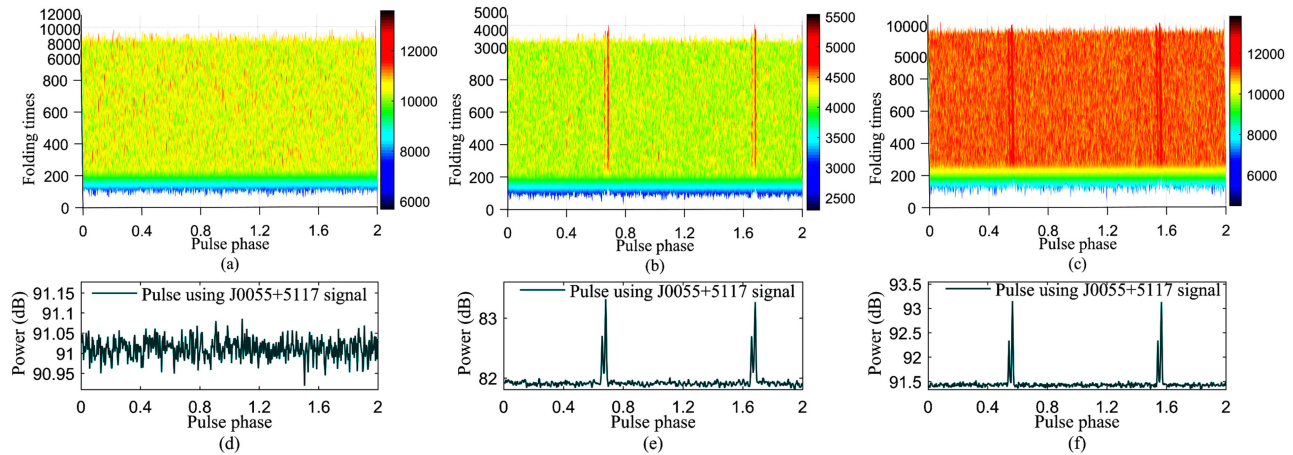 12000
10000
8000
6000
800
600
400
200
0
Folding times
0 0.4 0.8 1.2 1.6 2
Pulse phase
(a)
12000
10000
8000
6000
5000
4000
3000
800
600
400
200
0
Folding times
0 0.4 0.8 1.2 1.6 2
Pulse phase
(b)
5500
5000
4500
4000
3500
3000
2500
10000
5000
800
600
400
200
0
Folding times
0 0.4 0.8 1.2 1.6 2
Pulse phase
(c)
12000
10000
8000
6000
Pulse using J0055+5117 signal
91.15
91.1
91.05
91
90.95
Power (dB)
0 0.4 0.8 1.2 1.6 2
Pulse phase
(d)
Pulse using J0055+5117 signal
83
82
Power (dB)
0 0.4 0.8 1.2 1.6 2
Pulse phase
(e)
Pulse using J0055+5117 signal
93.5
93
92.5
92
91.5
Power (dB)
0 0.4 0.8 1.2 1.6 2
Pulse phase
(f)